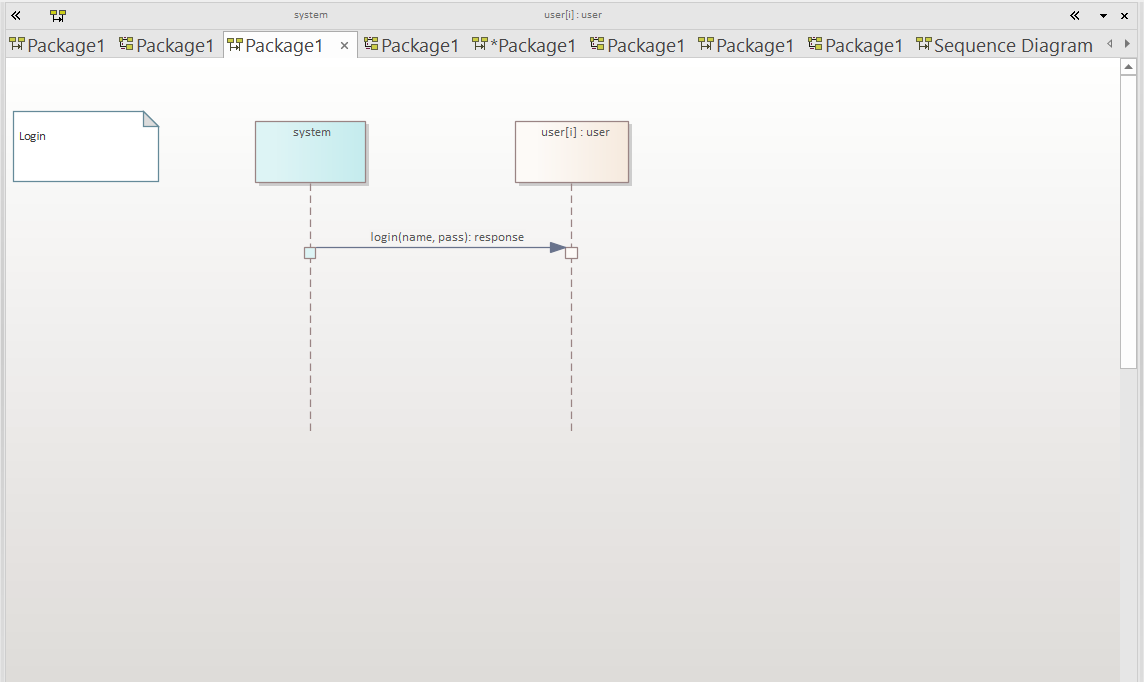 system user[i] : user
Package1 Package1 Package1 Package1 *Package1 Package1 Package1 Package1 Sequence Diagram
Login
system
user[i] : user
login(name, pass): response